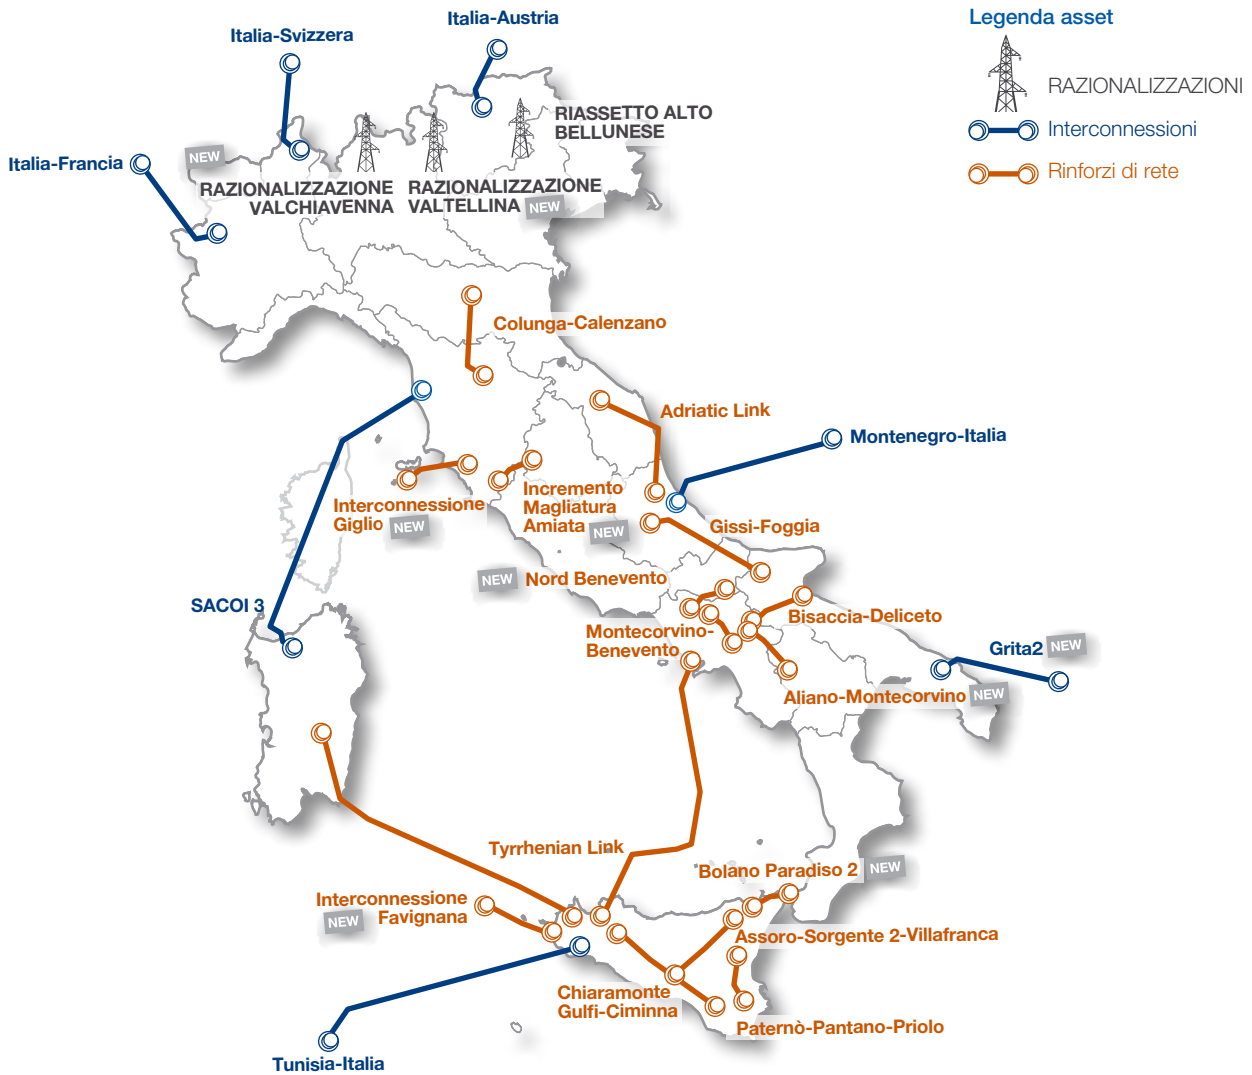 Italia-Austria
Legenda asset
Italia-Svizzera
RAZIONALIZZAZIONI
RIASSETTO ALTO
BELLUNESE
Interconnessioni
Italia-Francia
NEW
Rinforzi di rete
RAZIONALIZZAZIONE
VALCHIAVENNA
RAZIONALIZZAZIONE
VALTELLINA NEW
Colunga-Calenzano
Adriatic Link
Montenegro-Italia
Interconnessione
Giglio NEW
Incremento
Magliatura
Amiata NEW
Gissi-Foggia
NEW Nord Benevento
SACOI 3
Bisaccia-Deliceto
Montecorvino-
Benevento
Grita2 NEW
Aliano-Montecorvino NEW
Tyrrhenian Link
Bolano Paradiso 2 NEW
Interconnessione
Favignana
NEW
Assoro-Sorgente 2-Villafranca
Chiaramonte
Gulfi-Ciminna
Paternò-Pantano-Priolo
Tunisia-Italia